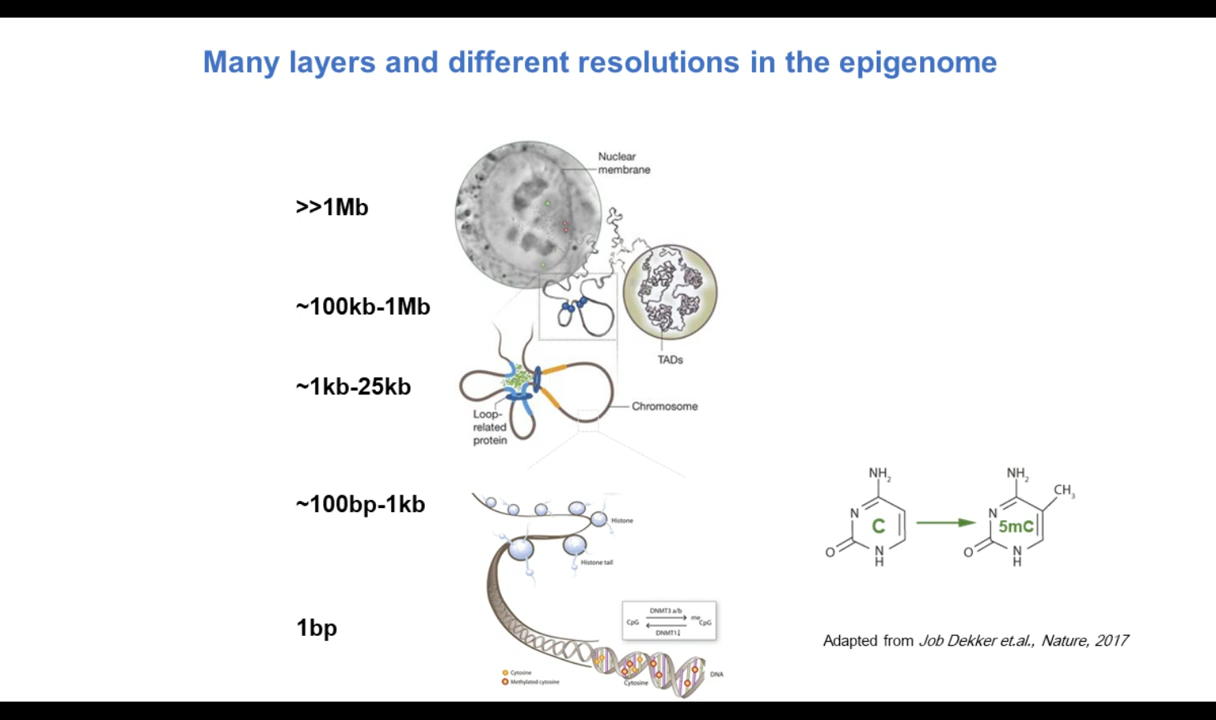 Many layers and different resolutions in the epigenome
Nuclear
membrane
>>1Mb
~100kb-1Mb
TADs
~1kb-25kb
Chromosome
Loop-
related
protein
~100bp-1kb
Histone
Histone tail
NH₂
N
C
O
N
H
NH₂
CH₃
N
5mC
O
N
H
1bp
DNMT3 a/b
CpG
meCpG
DNMT1↓
Cytosine
Methylated cytosine
Cytosine
DNA
Adapted from Job Dekker et.al., Nature, 2017